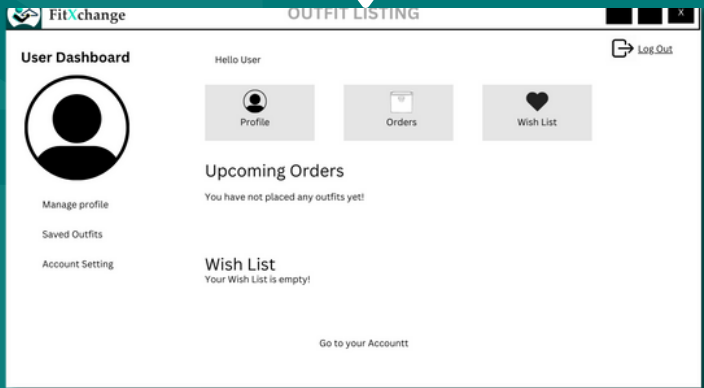 FitXchange
OUTFIT LISTING
X
User Dashboard
Hello User
Log Out
Profile
Orders
Wish List
Upcoming Orders
You have not placed any outfits yet!
Manage profile
Saved Outfits
Account Setting
Wish List
Your Wish List is empty!
Go to your Accountt